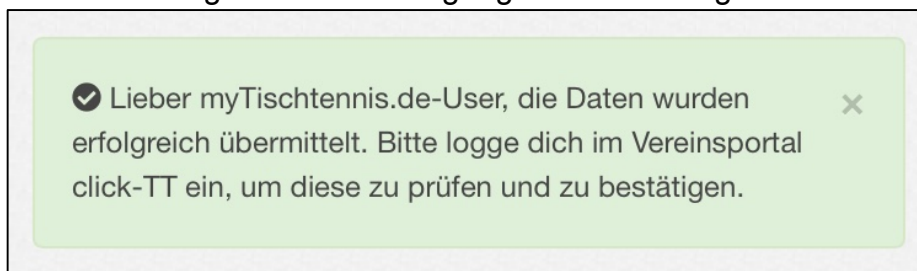 Lieber myTischtennis.de-User, die Daten wurden
erfolgreich übermittelt. Bitte logge dich im Vereinsportal
click-TT ein, um diese zu prüfen und zu bestätigen.